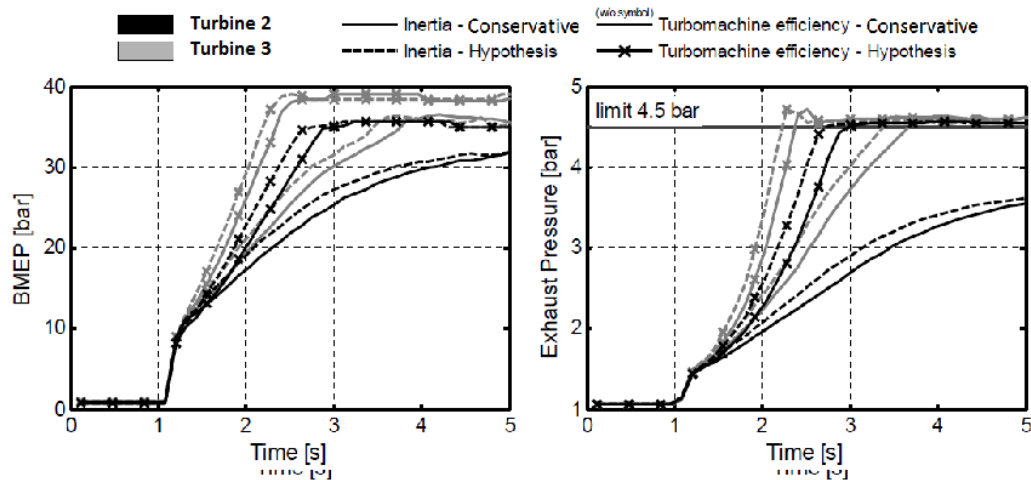 Turbine 2
Turbine 3
Inertia - Conservative
Inertia - Hypothesis
(w/o symbol)
Turbomachine efficiency - Conservative
Turbomachine efficiency - Hypothesis
40
30
20
10
0
BMEP [bar]
0 1 2 3 4 5
Time [s]
Time [s]
limit 4.5 bar
5
4
3
2
1
Exhaust Pressure [bar]
0 1 2 3 4 5
Time [s]
Time [s]